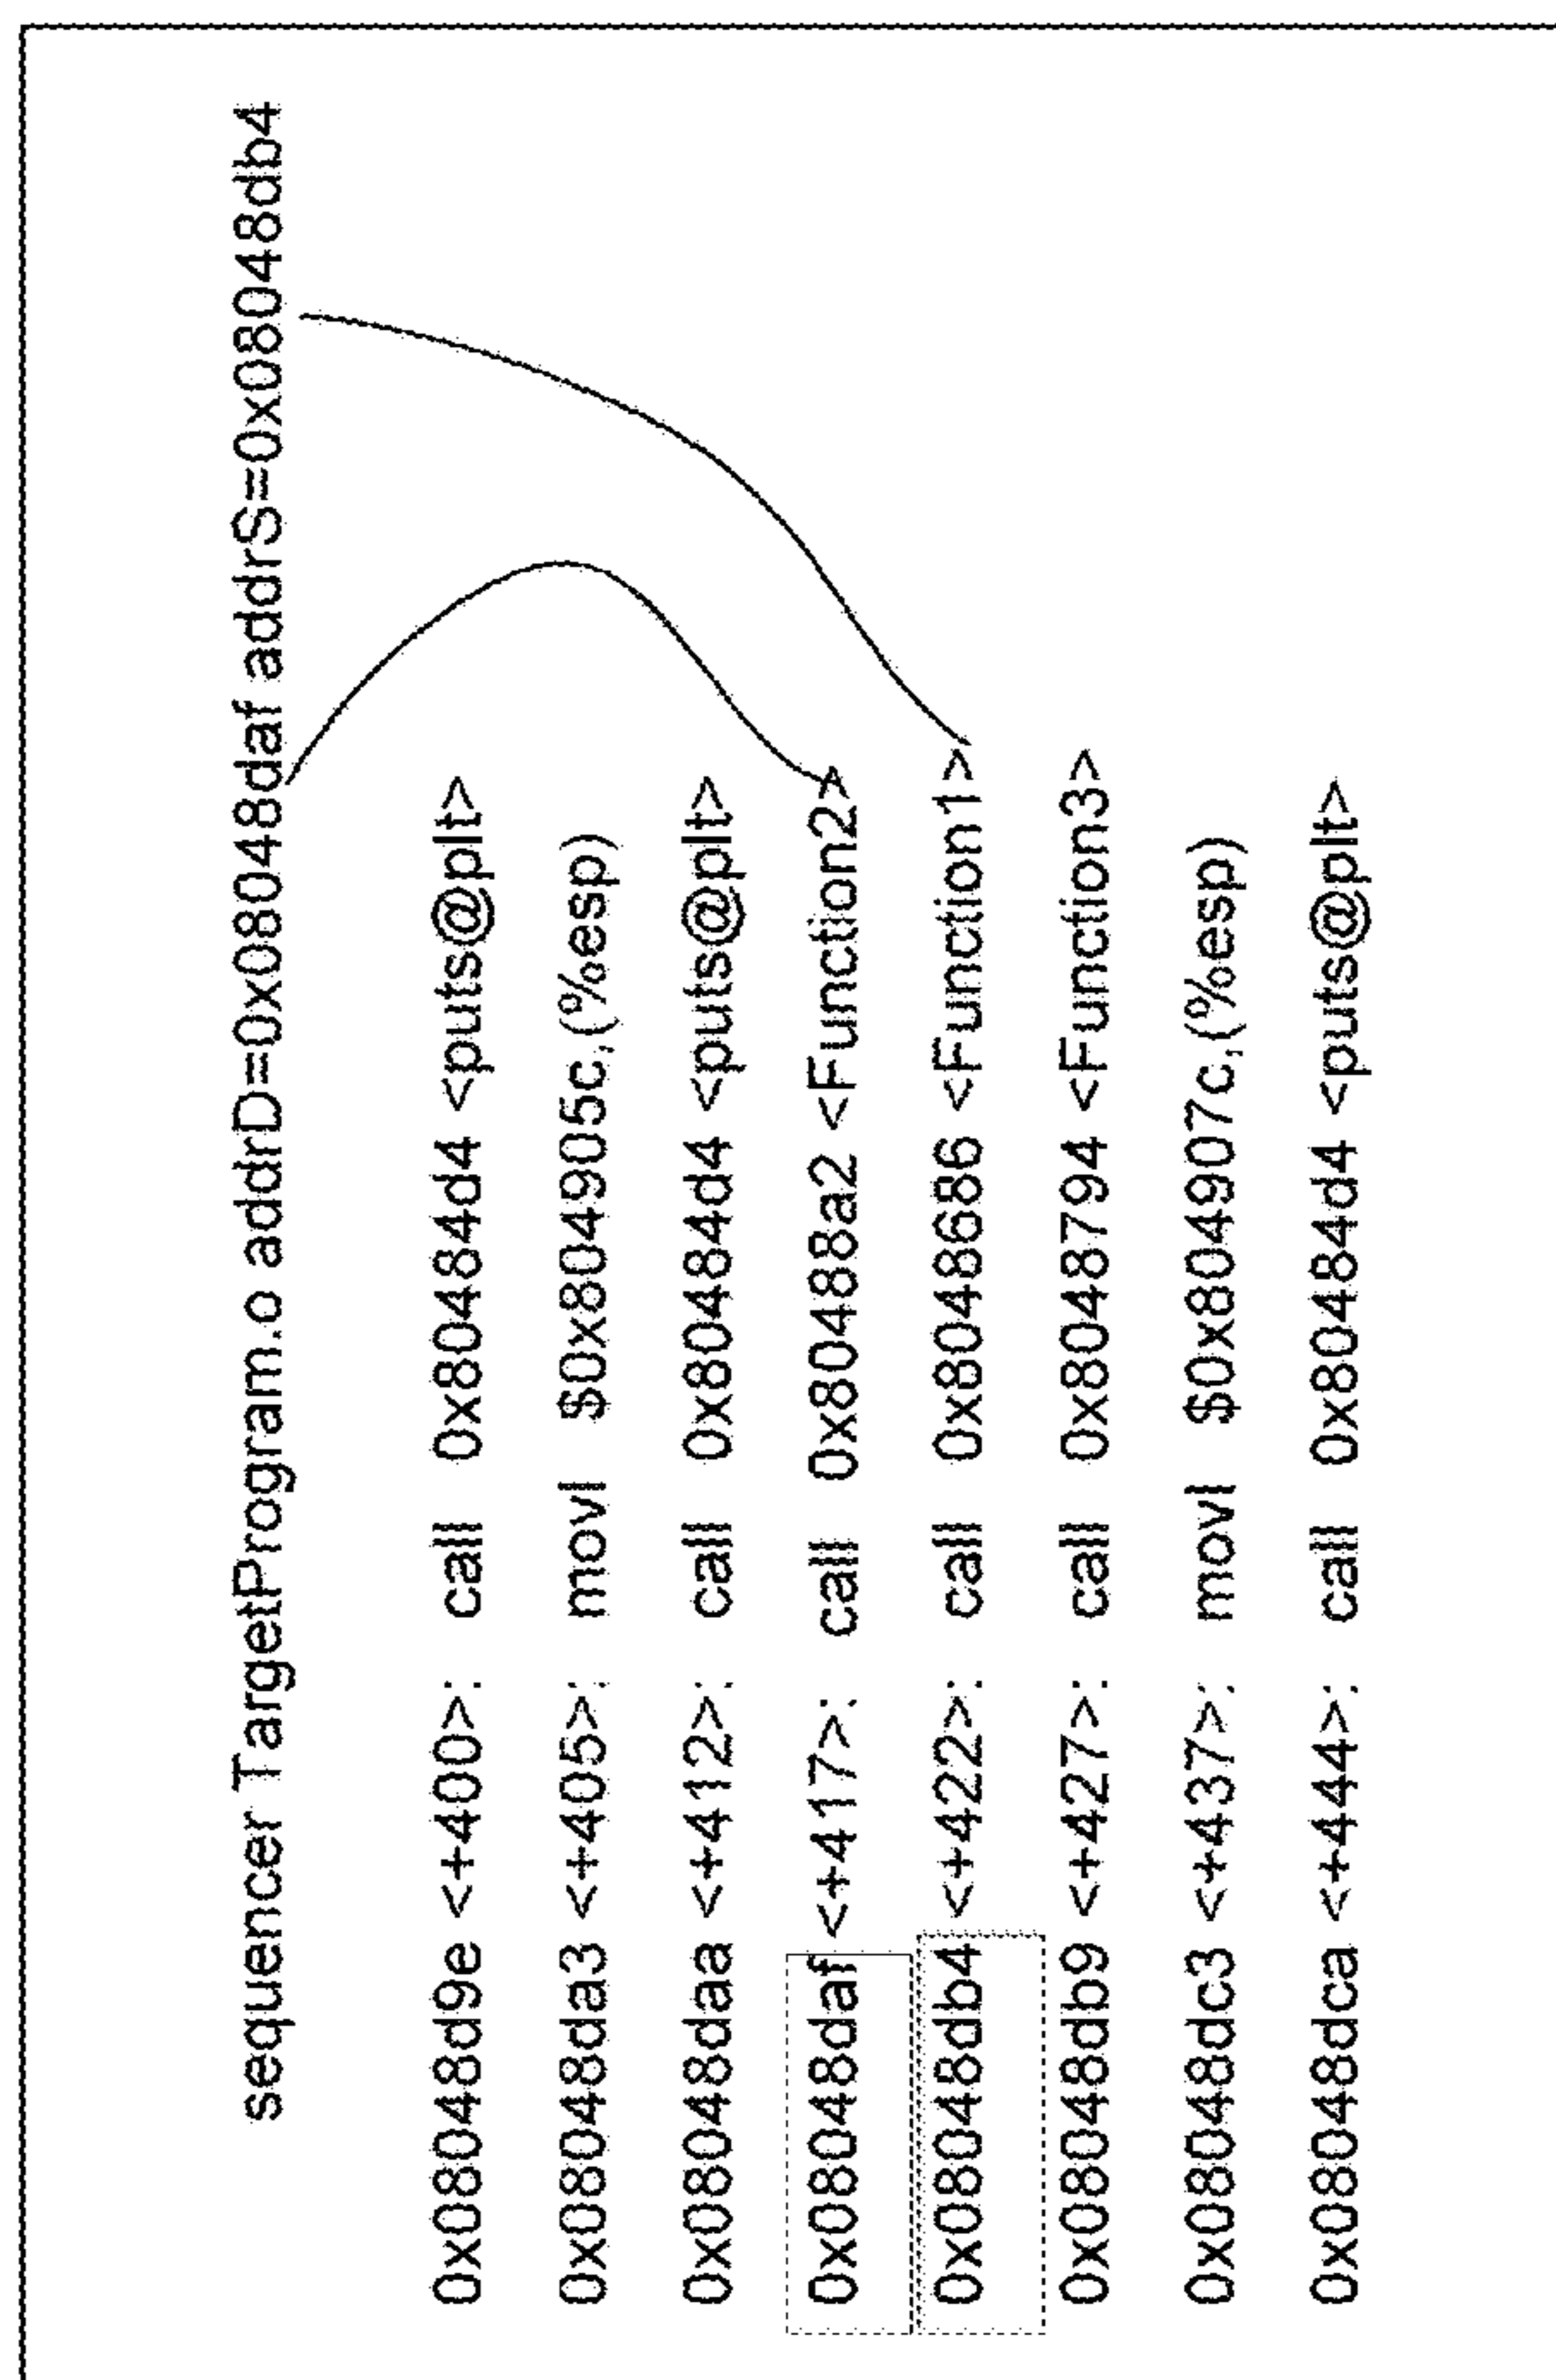 sequencer TargetProgram.o addrD=0x08048daf addrS=0x08048db4
0x08048d9e <+400>: call 0x80484d4 <puts@plt>
0x08048da3 <+405>: movl $0x804905c,(%esp)
0x08048daa <+412>: call 0x80484d4 <puts@plt>
0x08048daf <+417>: call 0x80488a2 <Function2>
0x08048db4 <+422>: call 0x8048686 <Function1>
0x08048db9 <+427>: call 0x8048794 <Function3>
0x08048dc3 <+437>: movl $0x804907c,(%esp)
0x08048dca <+444>: call 0x80484d4 <puts@plt>